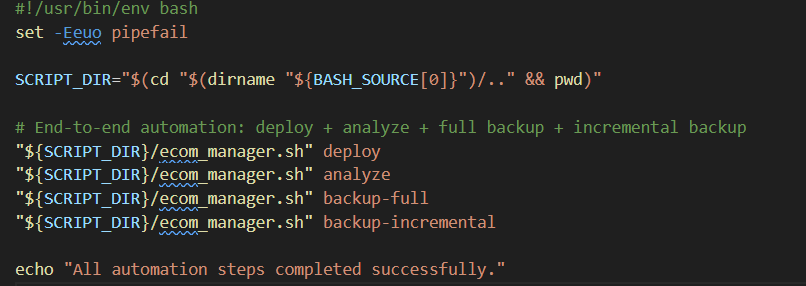 #!/usr/bin/env bash
set -Eeuo pipefail
SCRIPT_DIR="$(cd "$(dirname "${BASH_SOURCE[0]}")/.." && pwd)"
# End-to-end automation: deploy + analyze + full backup + incremental backup
"${SCRIPT_DIR}/ecom_manager.sh" deploy
"${SCRIPT_DIR}/ecom_manager.sh" analyze
"${SCRIPT_DIR}/ecom_manager.sh" backup-full
"${SCRIPT_DIR}/ecom_manager.sh" backup-incremental
echo "All automation steps completed successfully."